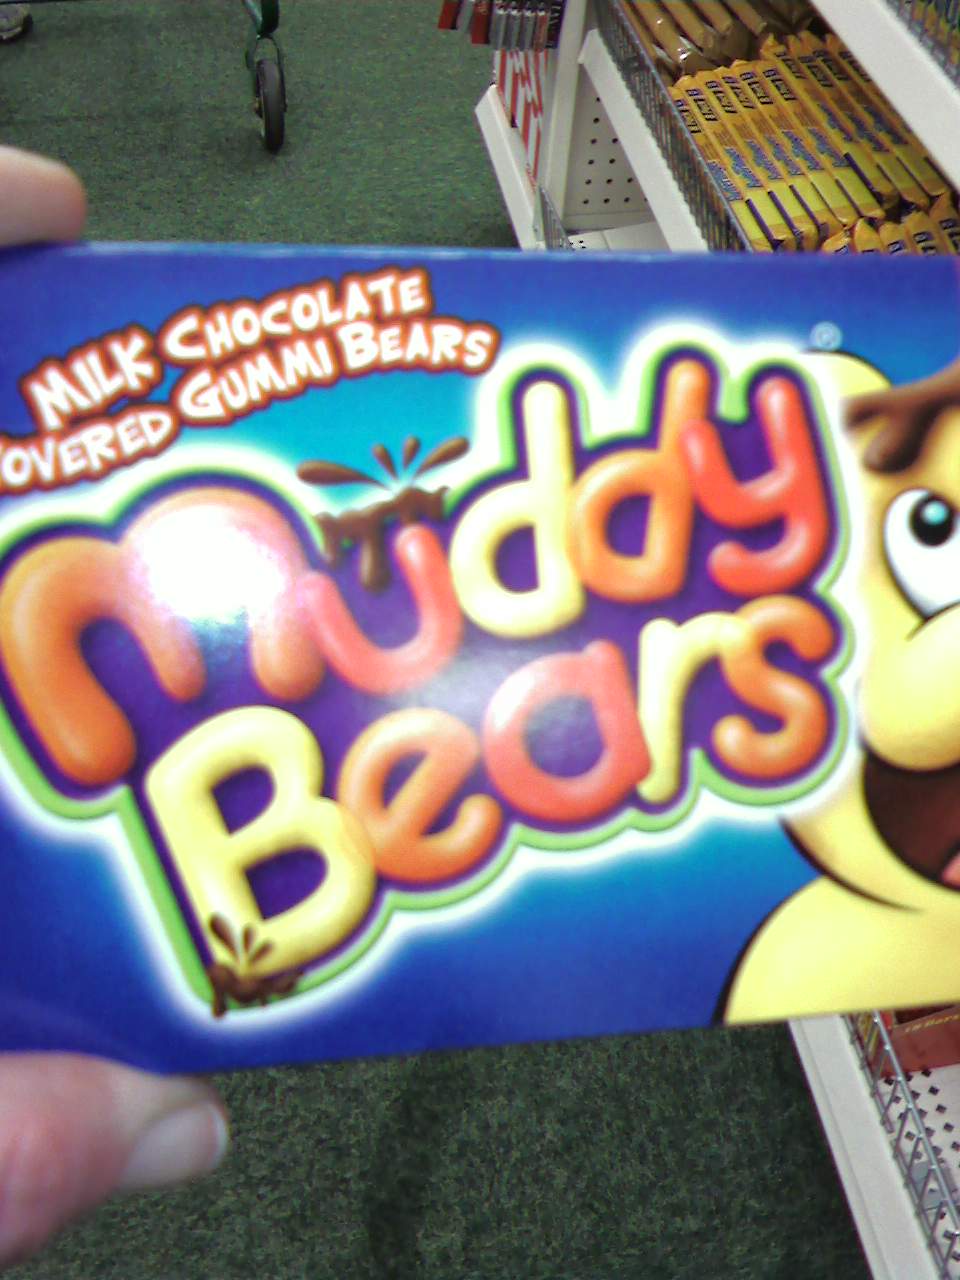 MILK CHOCOLATE
COVERED GUMMI BEARS
Muddy
Bears
®